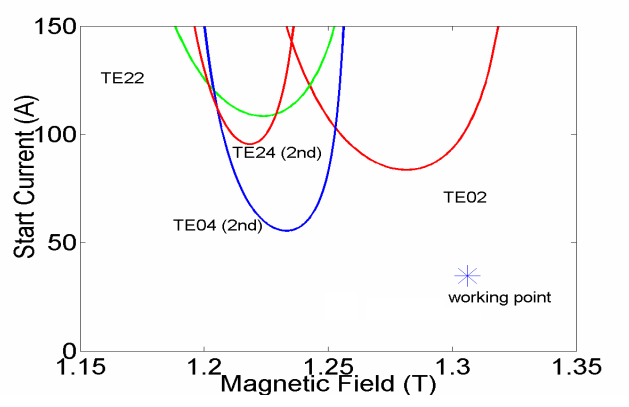 150
TE22
100
TE24 (2nd)
TE02
TE04 (2nd)
50
working point
0
1.15
1.2
1.25
1.3
1.35
Start Current (A)
Magnetic Field (T)